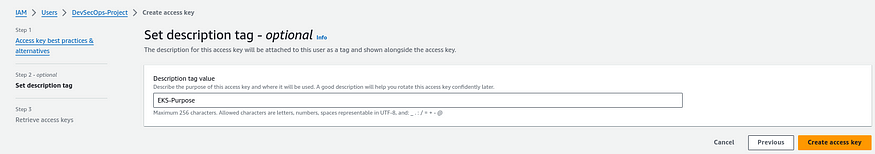 IAM > Users > DevSecOps-Project > Create access key
Step 1
Access key best practices &
alternatives
Step 2 - optional
Set description tag
Step 3
Retrieve access keys
Set description tag - optional Info
The description for this access key will be attached to this user as a tag and shown alongside the access key.
Description tag value
Describe the purpose of this access key and where it will be used. A good description will help you rotate this access key confidently later.
EKS-Purpose
Maximum 256 characters. Allowed characters are letters, numbers, spaces representable in UTF-8, and: _ . : / = + - @
Cancel
Previous
Create access key